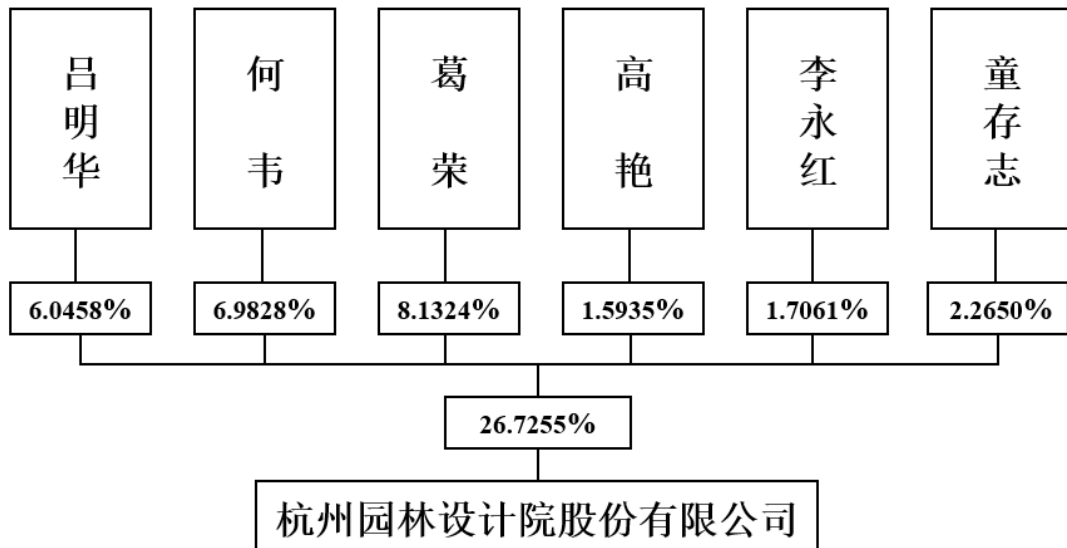 吕明华
何韦
葛荣
高艳
李永红
童存志
6.0458%
6.9828%
8.1324%
1.5935%
1.7061%
2.2650%
26.7255%
杭州园林设计院股份有限公司